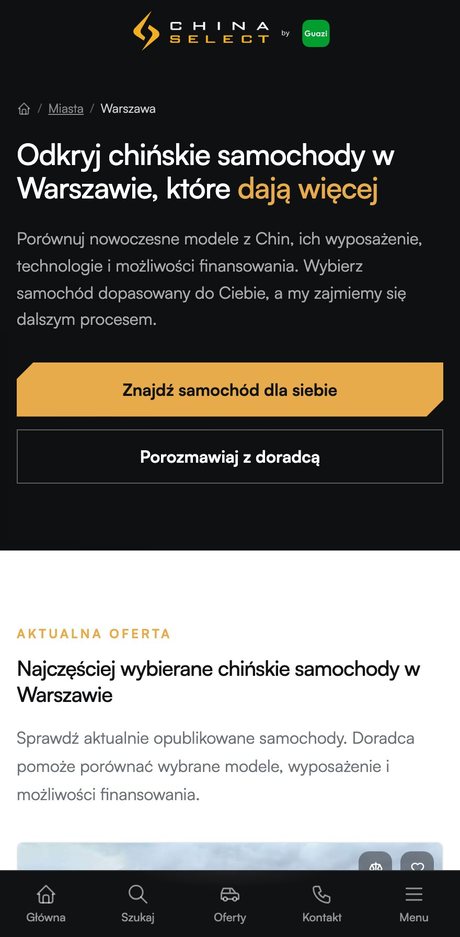 CHINA
SELECT
by
Guazi
/ Miasta / Warszawa
Odkryj chińskie samochody w
Warszawie, które dają więcej
Porównuj nowoczesne modele z Chin, ich wyposażenie,
technologie i możliwości finansowania. Wybierz
samochód dopasowany do Ciebie, a my zajmiemy się
dalszym procesem.
Znajdź samochód dla siebie
Porozmawiaj z doradcą
AKTUALNA OFERTA
Najczęściej wybierane chińskie samochody w
Warszawie
Sprawdź aktualnie opublikowane samochody. Doradca
pomoże porównać wybrane modele, wyposażenie i
możliwości finansowania.
Główna
Szukaj
Oferty
Kontakt
Menu